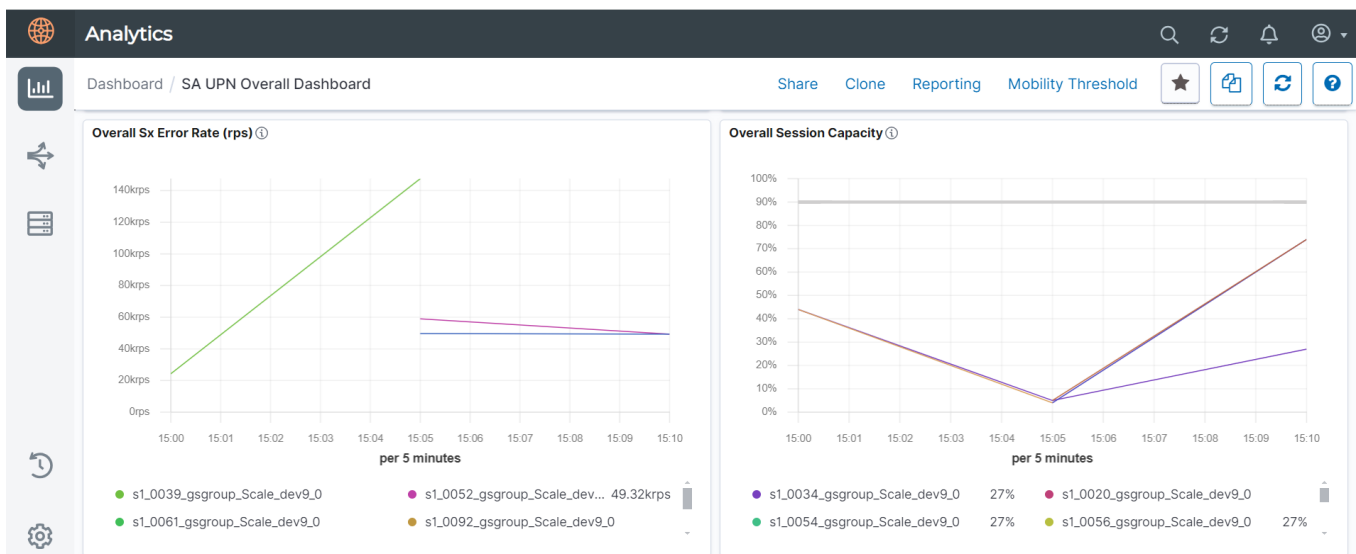 Analytics
Dashboard / SA UPN Overall Dashboard
Share Clone Reporting Mobility Threshold
Overall Sx Error Rate (rps)
140krps
120krps
100krps
80krps
60krps
40krps
20krps
0rps
15:00 15:01 15:02 15:03 15:04 15:05 15:06 15:07 15:08 15:09 15:10
per 5 minutes
s1_0039_gsgroup_Scale_dev9_0 s1_0052_gsgroup_Scale_dev... 49.32krps
s1_0061_gsgroup_Scale_dev9_0 s1_0092_gsgroup_Scale_dev9_0
Overall Session Capacity
100%
90%
80%
70%
60%
50%
40%
30%
20%
10%
0%
15:00 15:01 15:02 15:03 15:04 15:05 15:06 15:07 15:08 15:09 15:10
per 5 minutes
s1_0034_gsgroup_Scale_dev9_0 27% s1_0020_gsgroup_Scale_dev9_0
s1_0054_gsgroup_Scale_dev9_0 27% s1_0056_gsgroup_Scale_dev9_0 27%